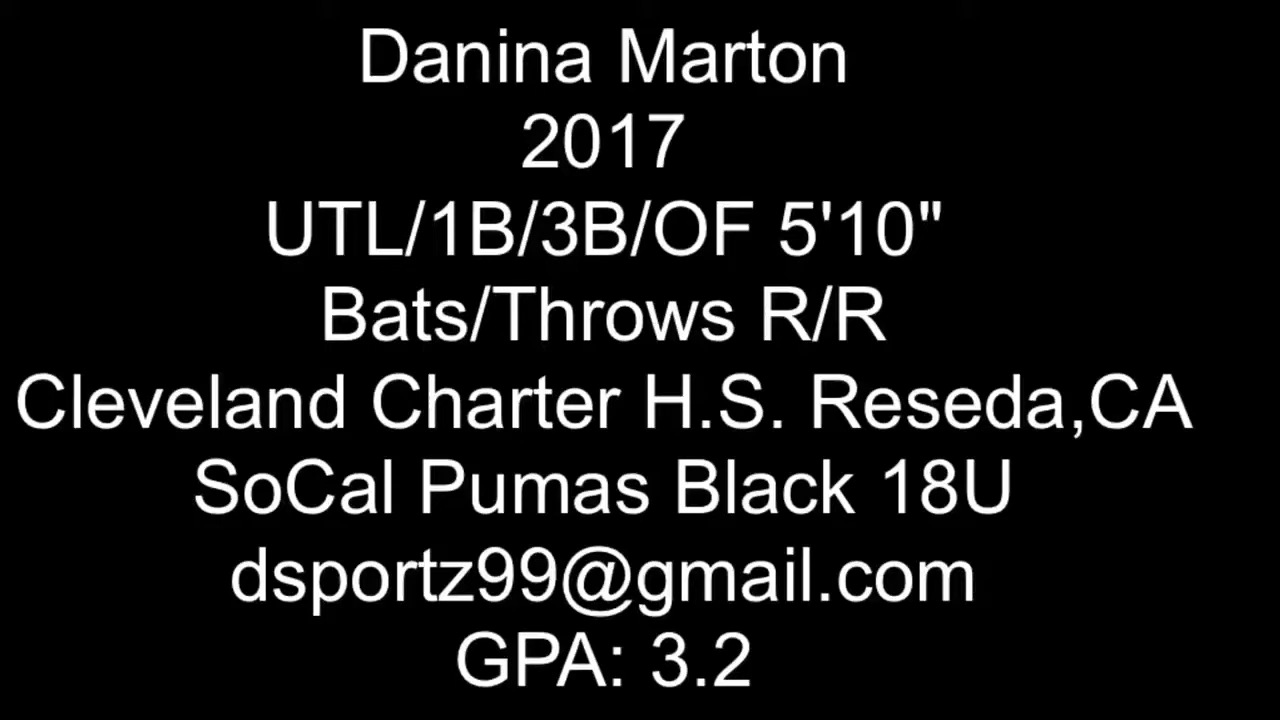 Danina Marton
2017
UTL/1B/3B/OF 5'10"
Bats/Throws R/R
Cleveland Charter H.S. Reseda,CA
SoCal Pumas Black 18U
dsportz99@gmail.com
GPA: 3.2